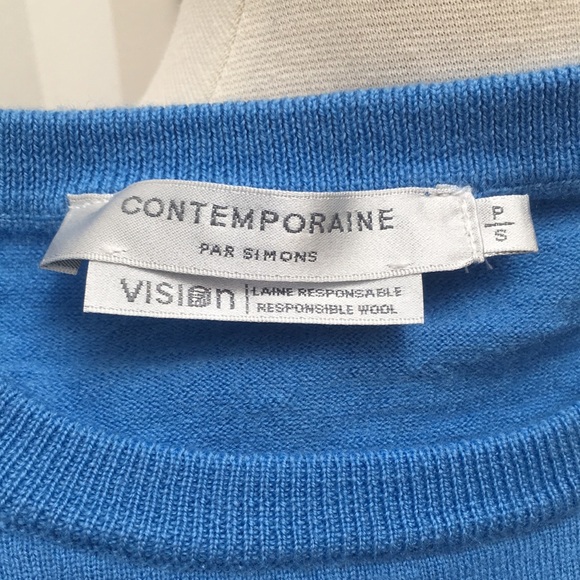 CONTEMPORAINE
PAR SIMONS
P
S
VISION
LAINE RESPONSABLE
RESPONSIBLE WOOL